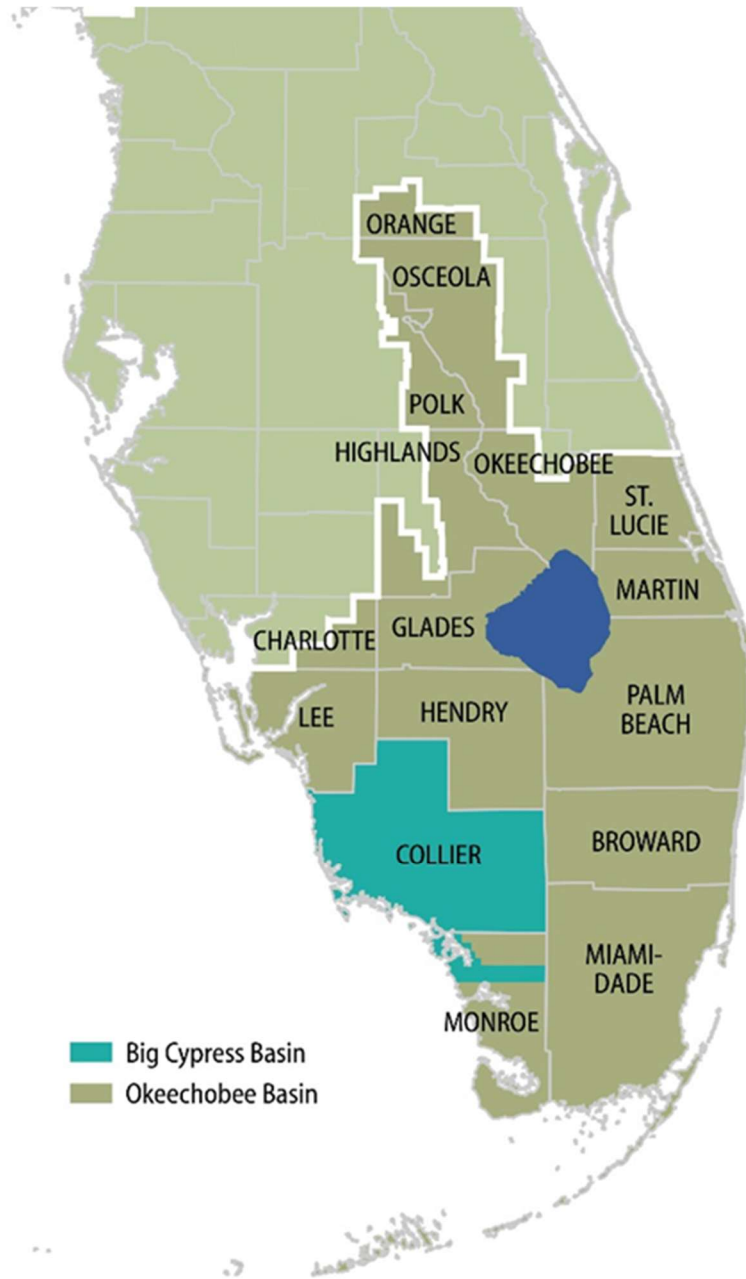 ORANGE
OSCEOLA
POLK
HIGHLANDS
OKEECHOBEE
ST.
LUCIE
MARTIN
CHARLOTTE
GLADES
LEE
HENDRY
PALM
BEACH
COLLIER
BROWARD
MIAMI-
DADE
MONROE
Big Cypress Basin
Okeechobee Basin